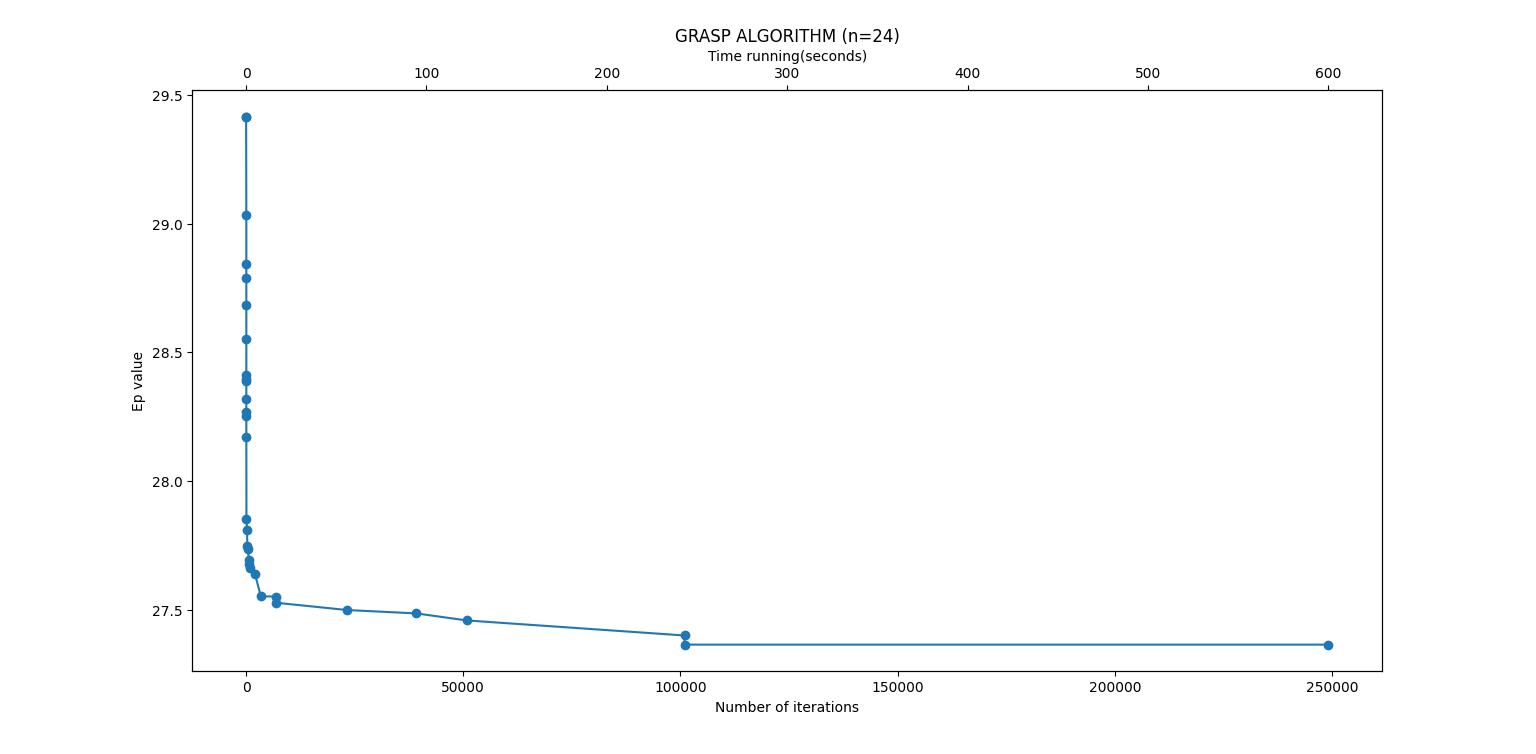 GRASP ALGORITHM (n=24)
Time running(seconds)
0 100 200 300 400 500 600
29.5
29.0
28.5
28.0
27.5
Ep value
0 50000 100000 150000 200000 250000
Number of iterations